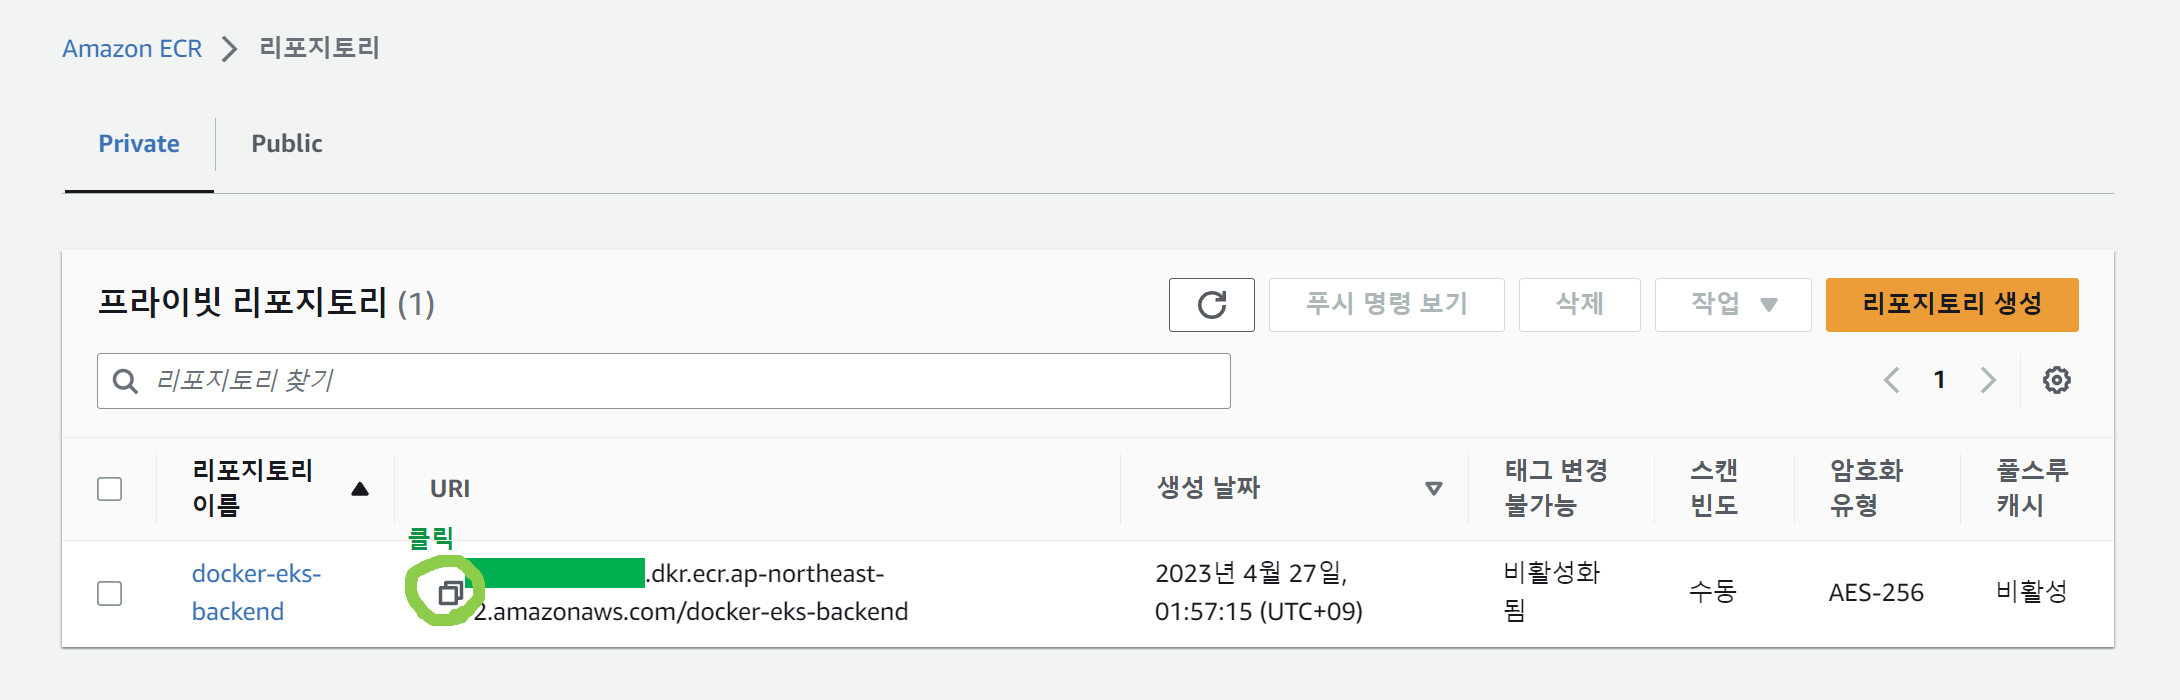 Amazon ECR > 리포지토리
Private
Public
프라이빗 리포지토리 (1)
푸시 명령 보기
삭제
작업
리포지토리 생성
리포지토리 찾기
1
리포지토리
이름
URI
생성 날짜
태그 변경
불가능
스캔
빈도
암호화
유형
풀스루
캐시
클릭
docker-eks-
backend
.dkr.ecr.ap-northeast-
2.amazonaws.com/docker-eks-backend
2023년 4월 27일,
01:57:15 (UTC+09)
비활성화
됨
수동
AES-256
비활성